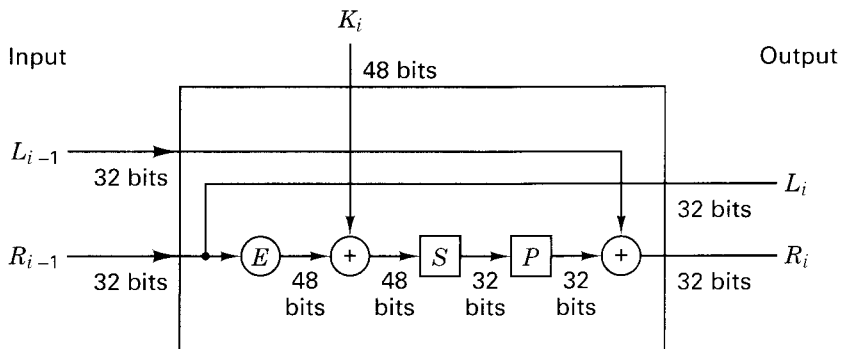 K_i
Input
48 bits
Output
L_{i-1}
32 bits
L_i
32 bits
R_{i-1}
32 bits
E
48 bits
+
48 bits
S
32 bits
P
32 bits
+
R_i
32 bits